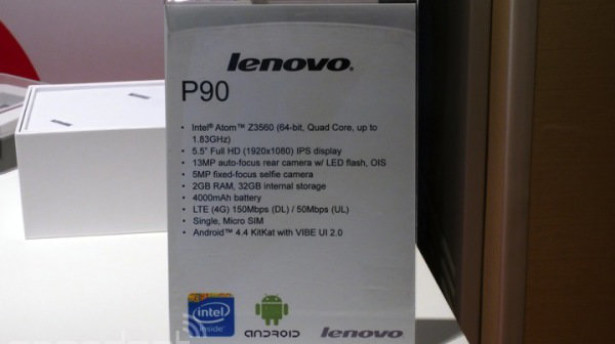 lenovo.
P90
• Intel® Atom™ Z3560 (64-bit, Quad Core, up to
1.83GHz)
• 5.5" Full HD (1920x1080) IPS display
• 13MP auto-focus rear camera w/ LED flash, OIS
• 5MP fixed-focus selfie camera
• 2GB RAM, 32GB internal storage
• 4000mAh battery
• LTE (4G) 150Mbps (DL) / 50Mbps (UL)
• Single, Micro SIM
• Android™ 4.4 KitKat with VIBE UI 2.0
intel inside
ANDROID
lenovo